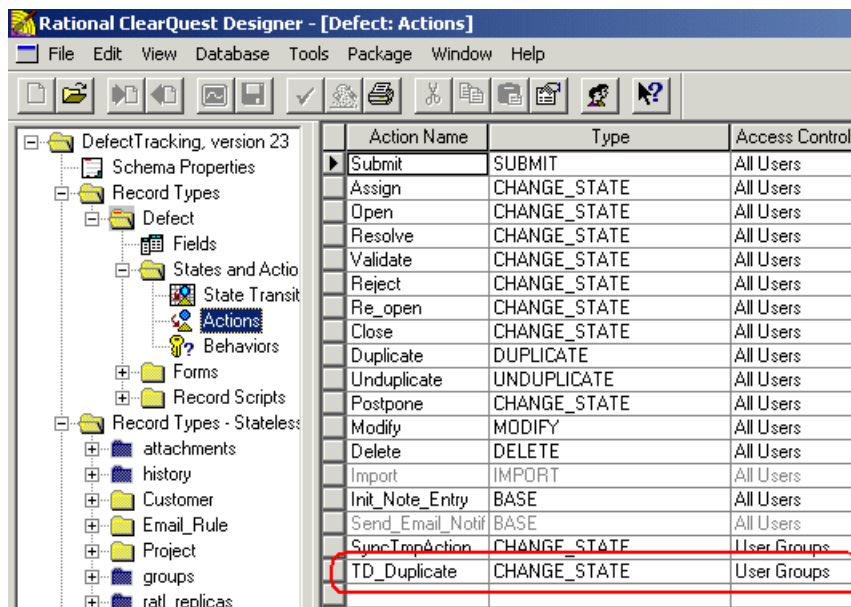 Rational ClearQuest Designer - [Defect: Actions]
File Edit View Database Tools Package Window Help
DefectTracking, version 23
Schema Properties
Record Types
Defect
Fields
States and Actio
State Transit
Actions
Behaviors
Forms
Record Scripts
Record Types - Stateless
attachments
history
Customer
Email_Rule
Project
groups
ratl_replicas
Action Name Type Access Control
Submit SUBMIT All Users
Assign CHANGE_STATE All Users
Open CHANGE_STATE All Users
Resolve CHANGE_STATE All Users
Validate CHANGE_STATE All Users
Reject CHANGE_STATE All Users
Re_open CHANGE_STATE All Users
Close CHANGE_STATE All Users
Duplicate DUPLICATE All Users
Unduplicate UNDUPLICATE All Users
Postpone CHANGE_STATE All Users
Modify MODIFY All Users
Delete DELETE All Users
Import IMPORT All Users
Init_Note_Entry BASE All Users
Send_Email_Notif BASE All Users
SyncTmpAction CHANGE_STATE User Groups
TD_Duplicate CHANGE_STATE User Groups